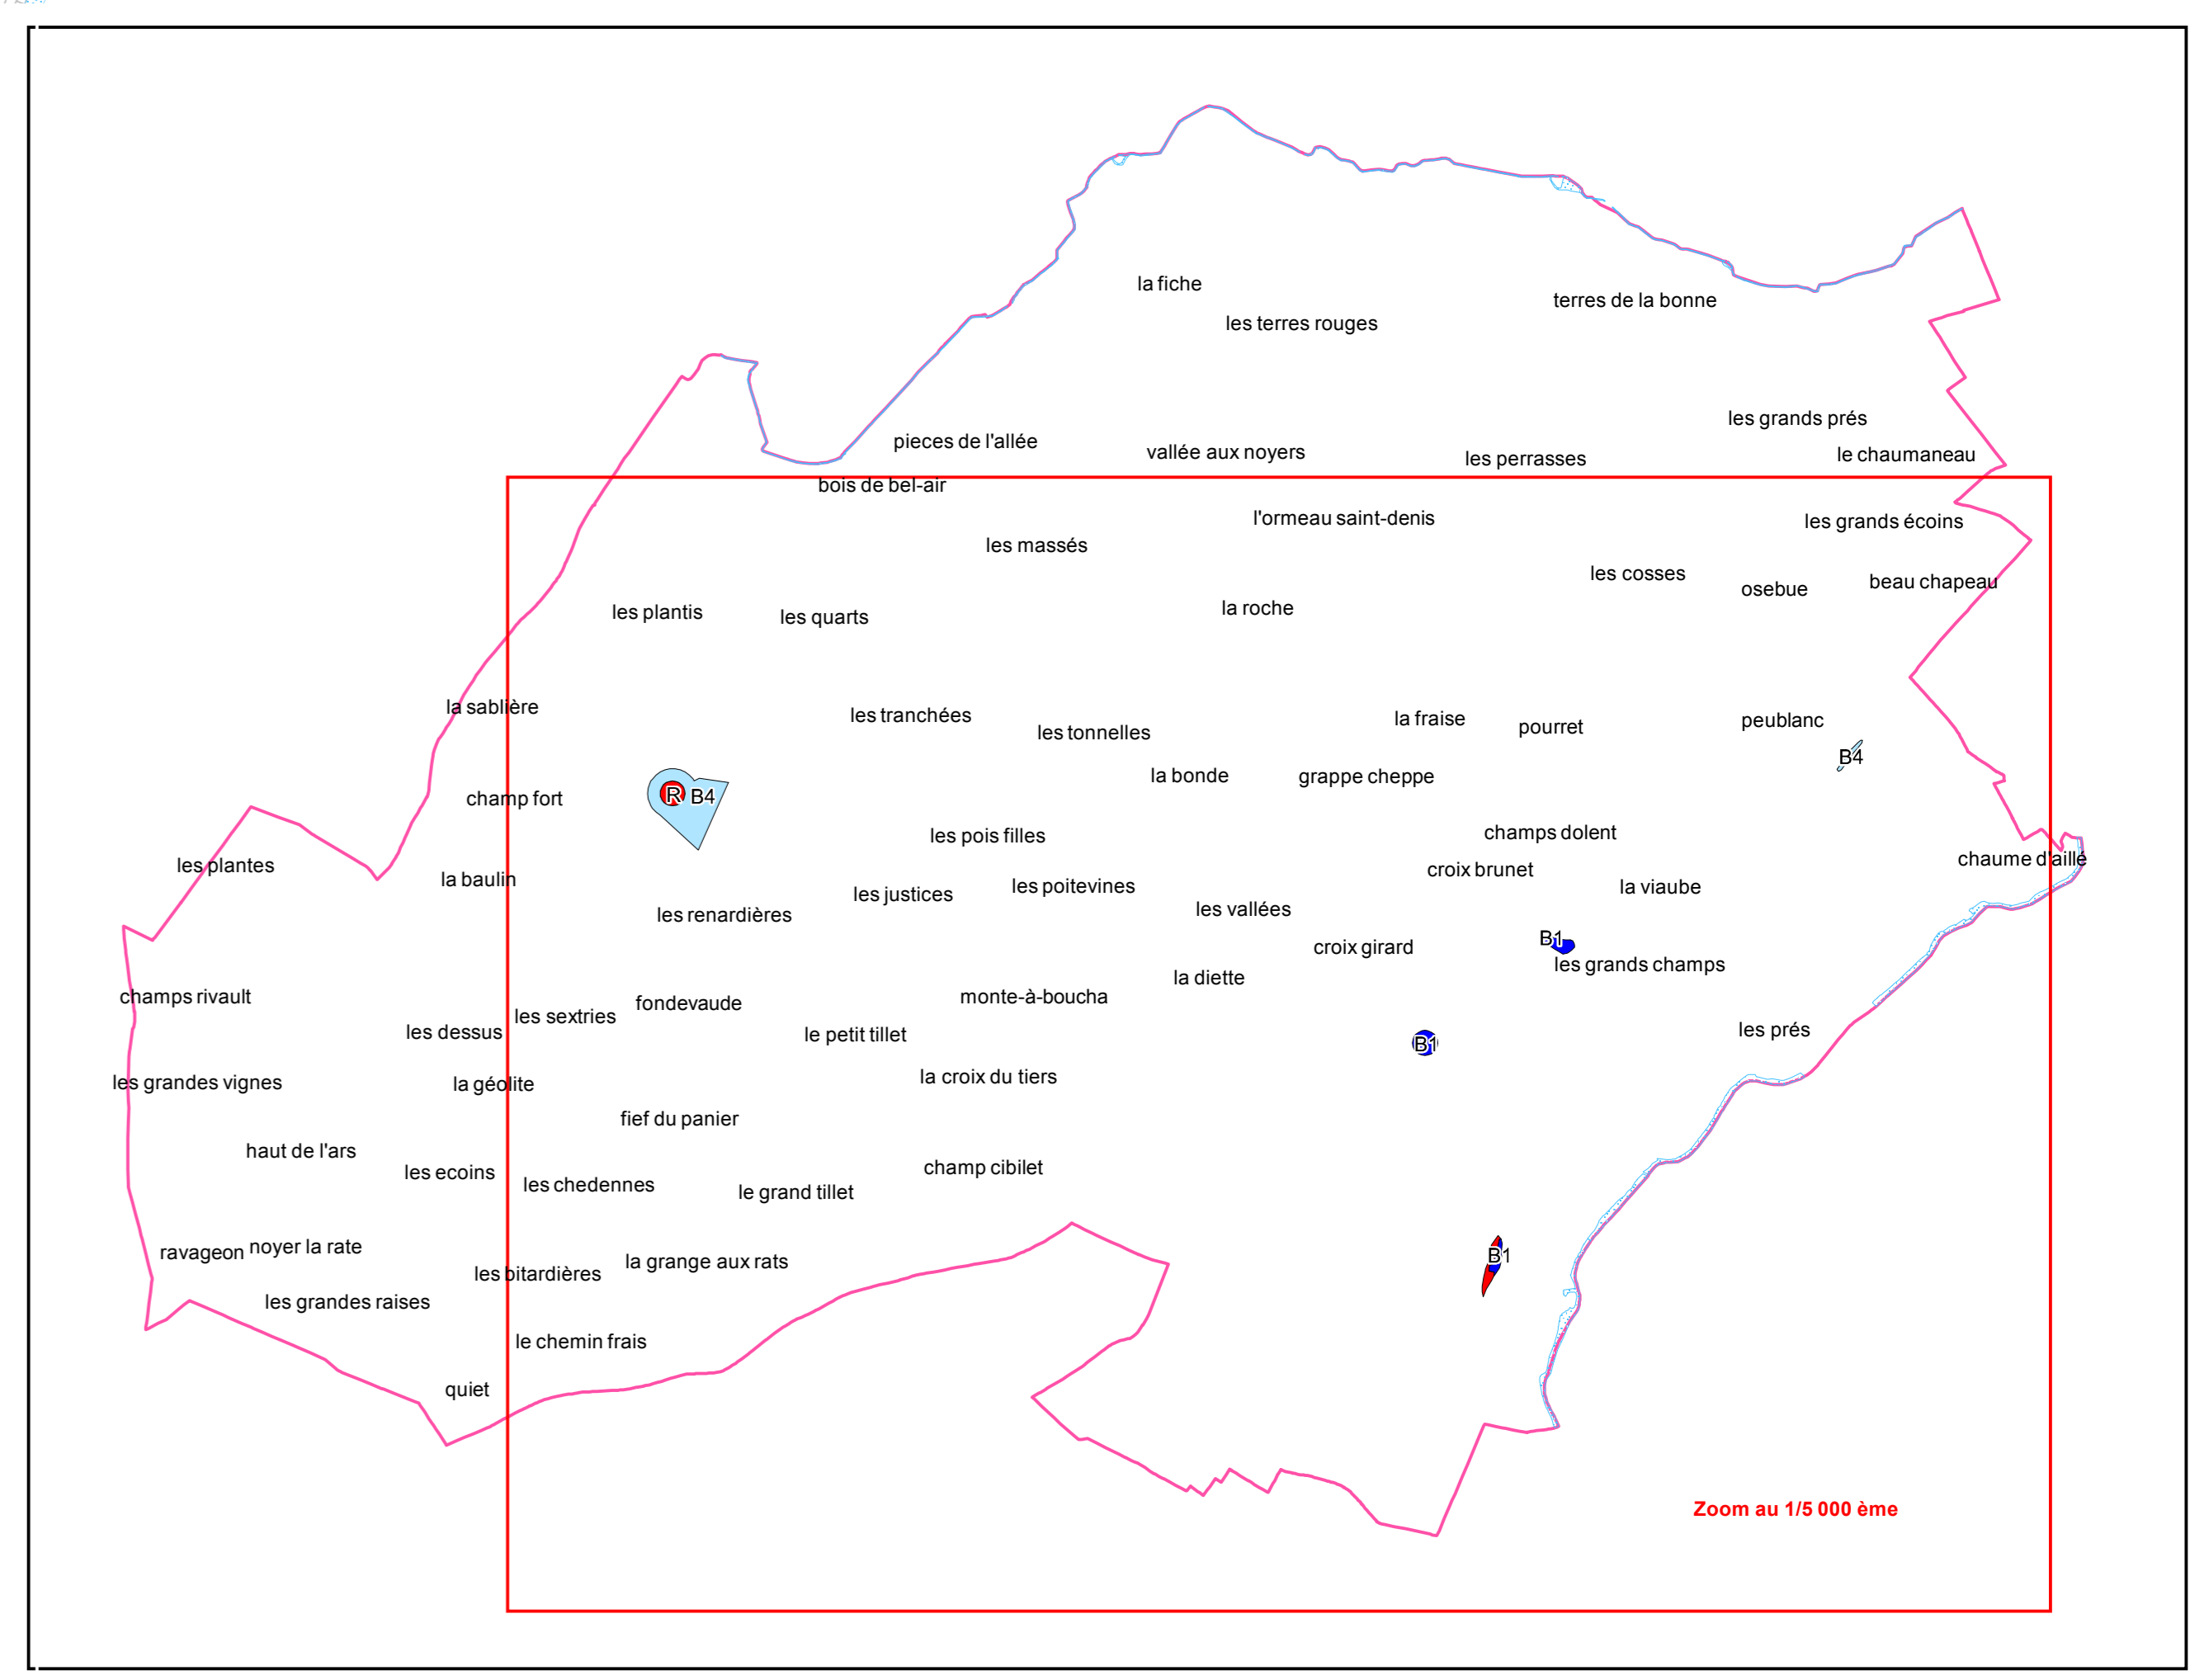 la fiche
terres de la bonne
les terres rouges
les grands prés
pieces de l'allée
vallée aux noyers
les perrasses
le chaumaneau
bois de bel-air
l'ormeau saint-denis
les grands écoins
les massés
les cosses
osebue
beau chapeau
les plantis
les quarts
la roche
la sablière
les tranchées
les tonnelles
la fraise
pourret
peublanc
B4
la bonde
grappe cheppe
champ fort
R
B4
les pois filles
champs dolent
les plantes
la baulin
chaume d'aillé
croix brunet
la viaube
les justices
les poitevines
les renardières
les vallées
croix girard
B1
les grands champs
la diette
champs rivault
les sextries
fondevaude
monte-à-boucha
les dessus
le petit tillet
les prés
B1
les grandes vignes
la géolite
la croix du tiers
fief du panier
haut de l'ars
les ecoins
les chedennes
le grand tillet
champ cibilet
ravageon
noyer la rate
la grange aux rats
B1
les bitardières
les grandes raises
le chemin frais
quiet
Zoom au 1/5 000 ème